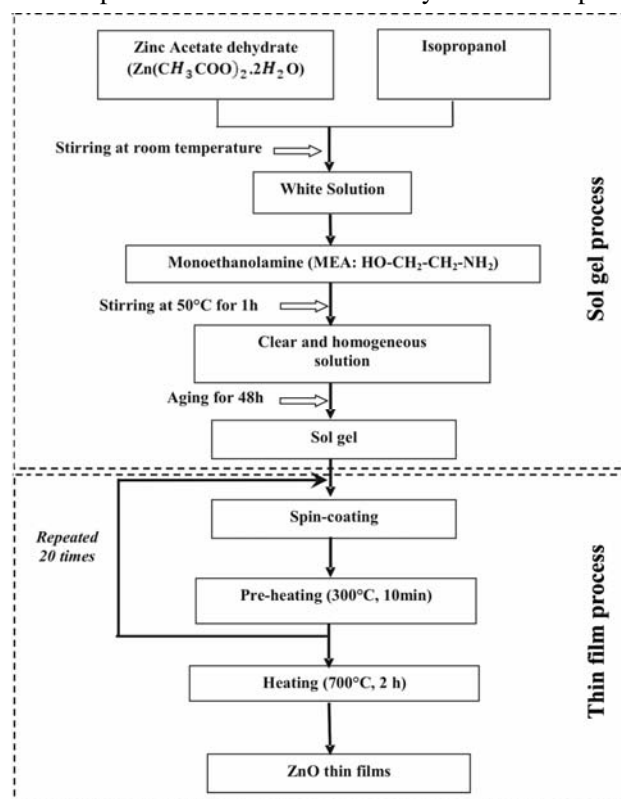 Zinc Acetate dehydrate
(Zn(CH₃COO)₂.2H₂O)
Isopropanol
Stirring at room temperature
White Solution
Monoethanolamine (MEA: HO-CH₂-CH₂-NH₂)
Stirring at 50°C for 1h
Clear and homogeneous
solution
Aging for 48h
Sol gel
Sol gel process
Spin-coating
Repeated
20 times
Pre-heating (300°C, 10min)
Heating (700°C, 2 h)
ZnO thin films
Thin film process